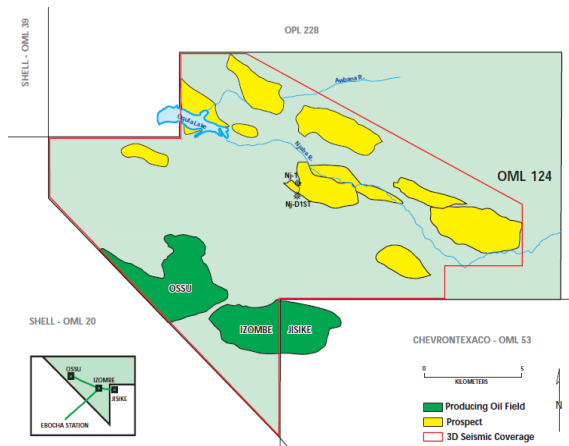 SHELL - OML 39
OPL 228
Awbana R.
Oguta Lake
Njaba R.
Nj-1
Nj-D1ST
OML 124
OSSU
IZOMBE
JISIKE
SHELL - OML 20
CHEVRONTEXACO - OML 53
OSSU
IZOMBE
JISIKE
EBOCHA STATION
0 5
KILOMETERS
N
Producing Oil Field
Prospect
3D Seismic Coverage